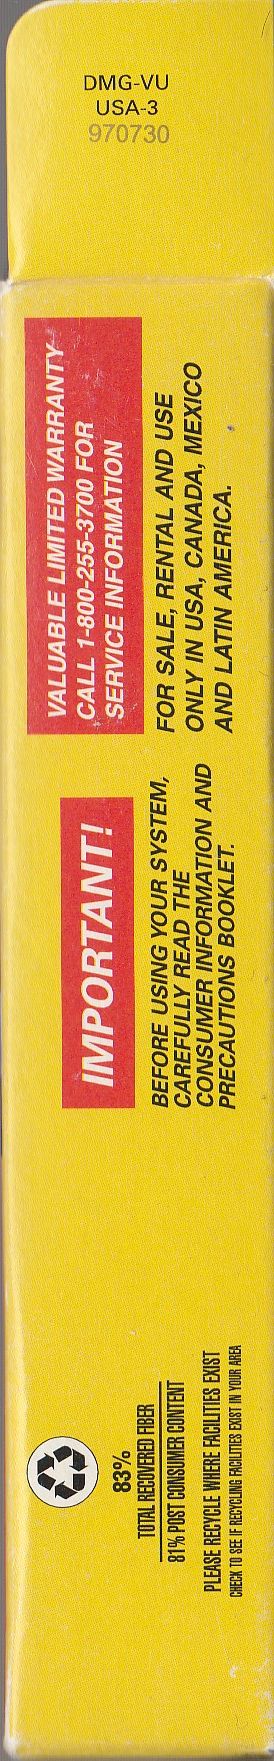 DMG-VU
USA-3
970730
VALUABLE LIMITED WARRANTY
CALL 1-800-255-3700 FOR
SERVICE INFORMATION
FOR SALE, RENTAL AND USE
ONLY IN USA, CANADA, MEXICO
AND LATIN AMERICA.
IMPORTANT!
BEFORE USING YOUR SYSTEM,
CAREFULLY READ THE
CONSUMER INFORMATION AND
PRECAUTIONS BOOKLET.
83%
TOTAL RECOVERED FIBER
81% POST CONSUMER CONTENT
PLEASE RECYCLE WHERE FACILITIES EXIST
CHECK TO SEE IF RECYCLING FACILITIES EXIST IN YOUR AREA